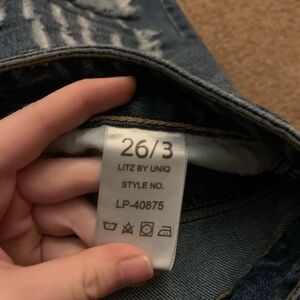 26/3
LITZ BY UNIQ
STYLE NO.
LP-40875